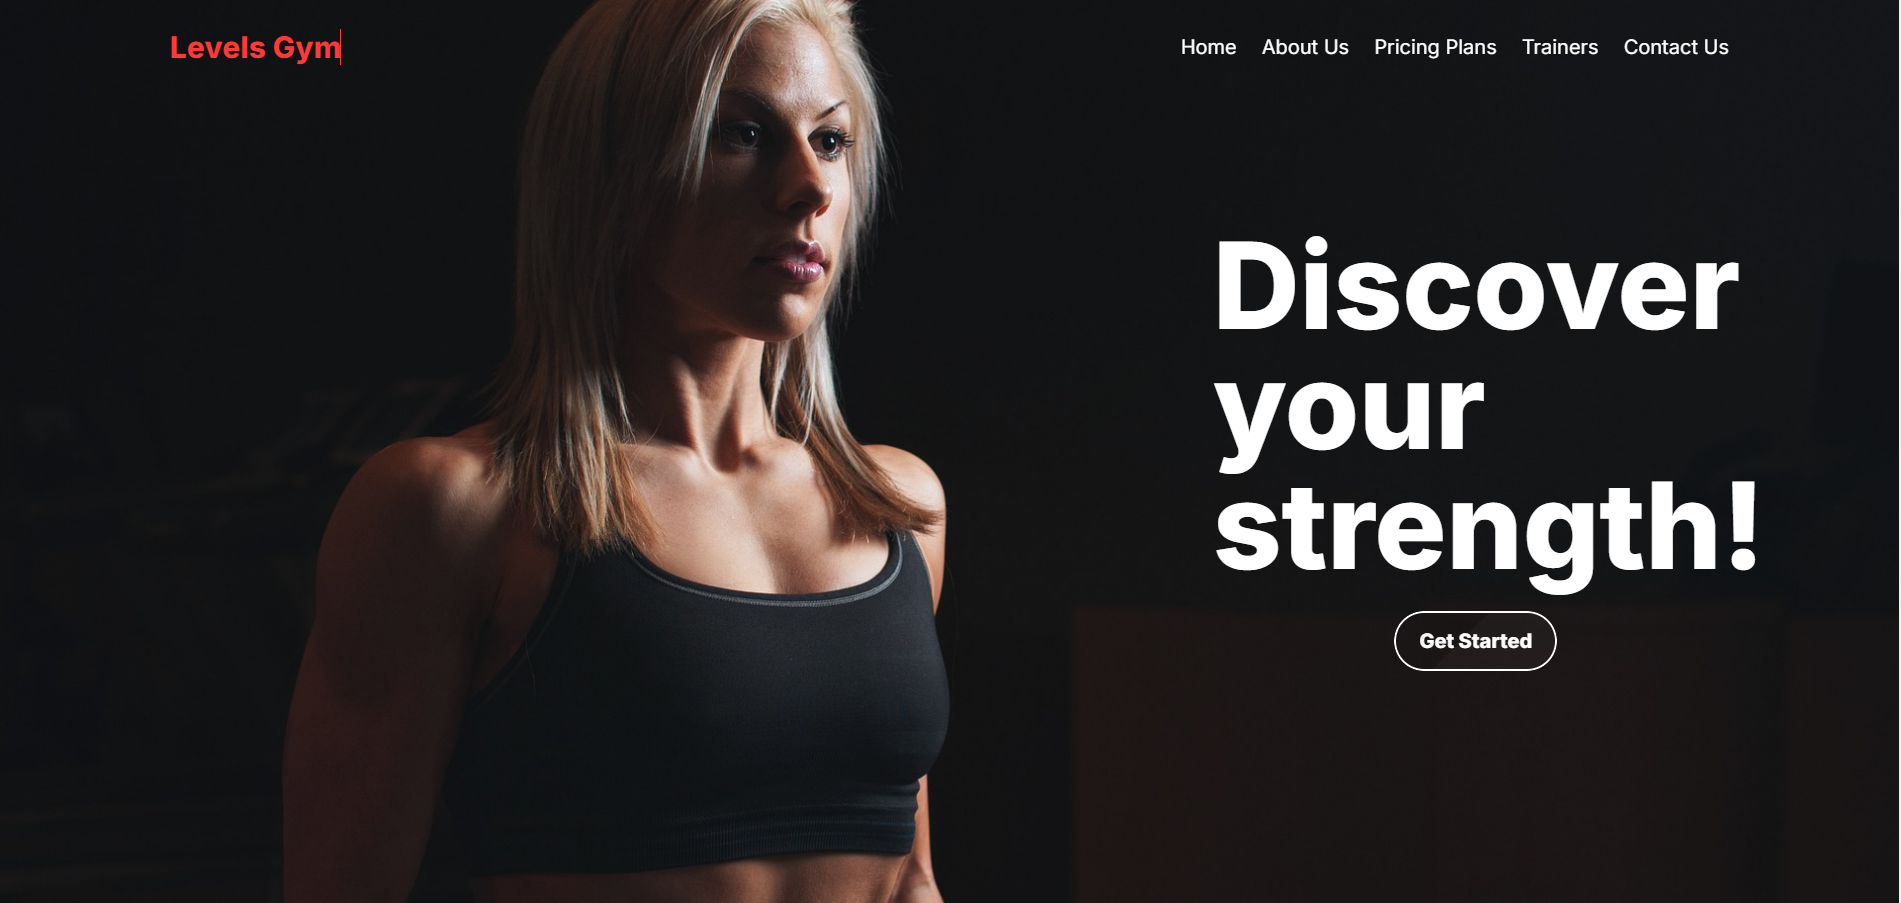 Levels Gym
Home About Us Pricing Plans Trainers Contact Us
Discover
your
strength!
Get Started